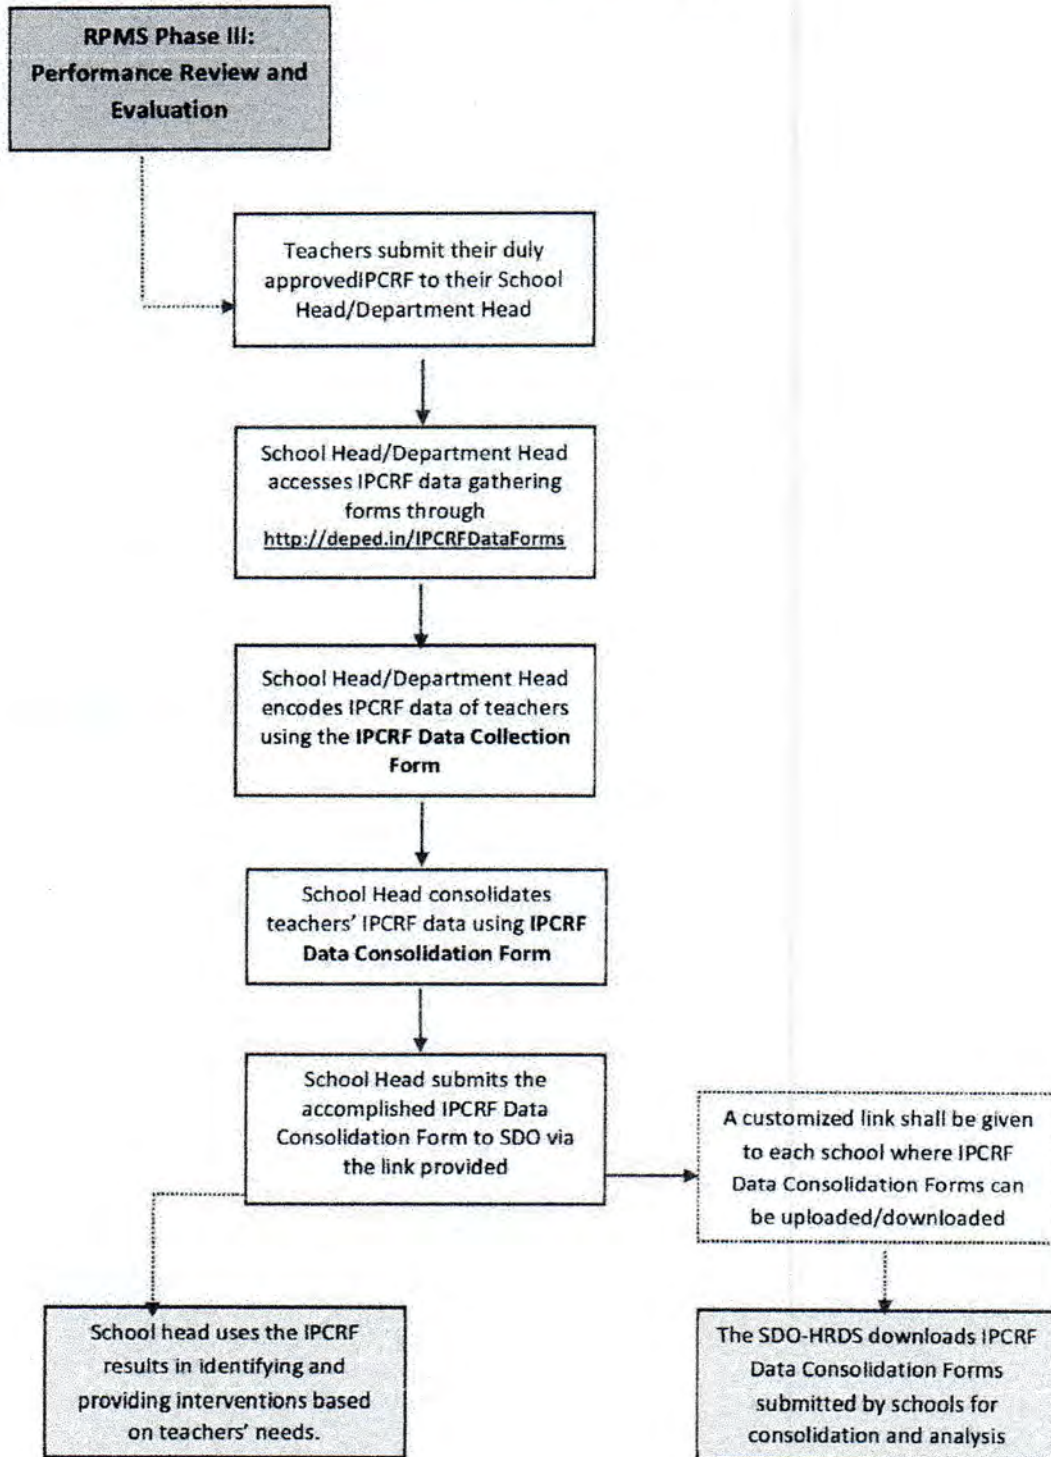 RPMS Phase III:
Performance Review and
Evaluation
Teachers submit their duly
approvedIPCRF to their School
Head/Department Head
School Head/Department Head
accesses IPCRF data gathering
forms through
http://deped.in/IPCRFDataForms
School Head/Department Head
encodes IPCRF data of teachers
using the IPCRF Data Collection
Form
School Head consolidates
teachers' IPCRF data using IPCRF
Data Consolidation Form
School Head submits the
accomplished IPCRF Data
Consolidation Form to SDO via
the link provided
A customized link shall be given
to each school where IPCRF
Data Consolidation Forms can
be uploaded/downloaded
School head uses the IPCRF
results in identifying and
providing interventions based
on teachers' needs.
The SDO-HRDS downloads IPCRF
Data Consolidation Forms
submitted by schools for
consolidation and analysis